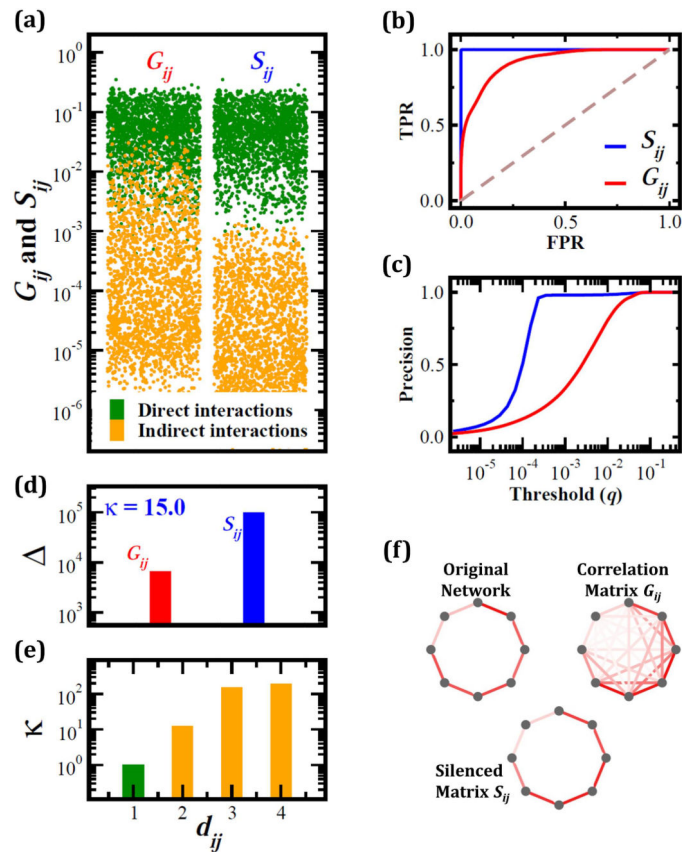 (a)
G_ij
S_ij
G_ij and S_ij
10^0
10^-1
10^-2
10^-3
10^-4
10^-5
10^-6
Direct interactions
Indirect interactions
(b)
TPR
1.0
0.5
0.0
S_ij
G_ij
0.0 0.5 1.0
FPR
(c)
Precision
1.0
0.5
0.0
10^-5 10^-4 10^-3 10^-2 10^-1
Threshold (q)
(d)
κ = 15.0
Δ
10^5
10^4
10^3
G_ij
S_ij
(e)
κ
10^2
10^1
10^0
1 2 3 4
d_ij
(f)
Original
Network
Correlation
Matrix G_ij
Silenced
Matrix S_ij